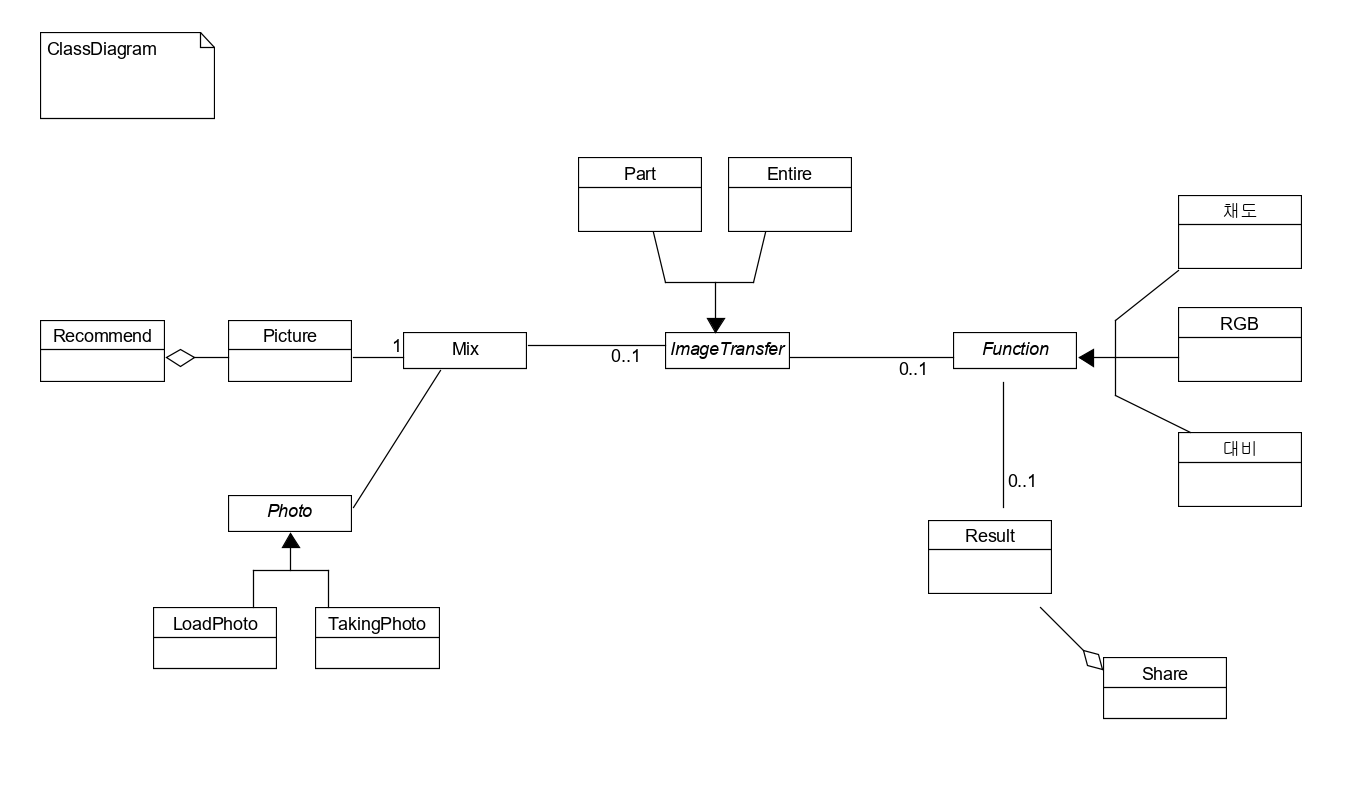 ClassDiagram
Part
Entire
채도
RGB
대비
Recommend
Picture
1
Mix
0..1
ImageTransfer
0..1
Function
0..1
Photo
LoadPhoto
TakingPhoto
Result
Share